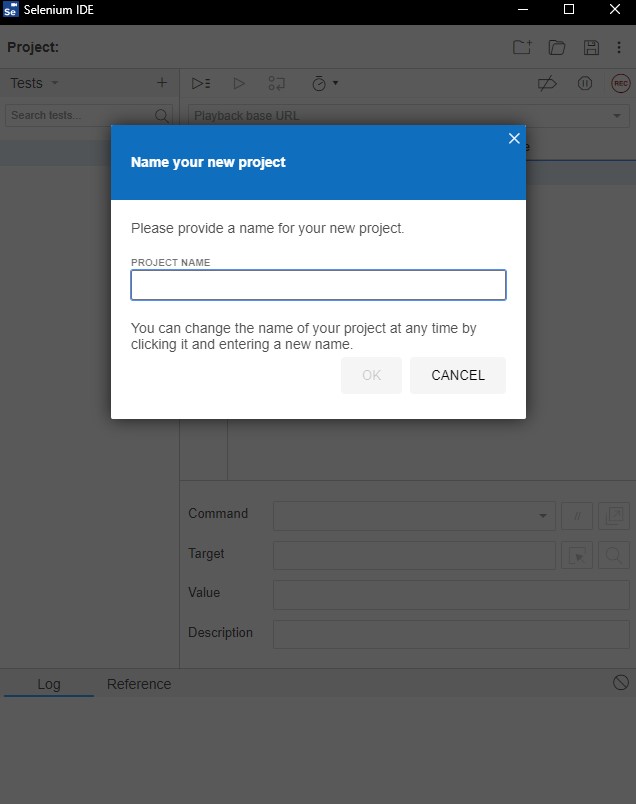 Se Selenium IDE
Project:
Tests
REC
Search tests...
Playback base URL
Name your new project
Please provide a name for your new project.
PROJECT NAME
You can change the name of your project at any time by
clicking it and entering a new name.
OK CANCEL
Command
//
Target
Value
Description
Log Reference